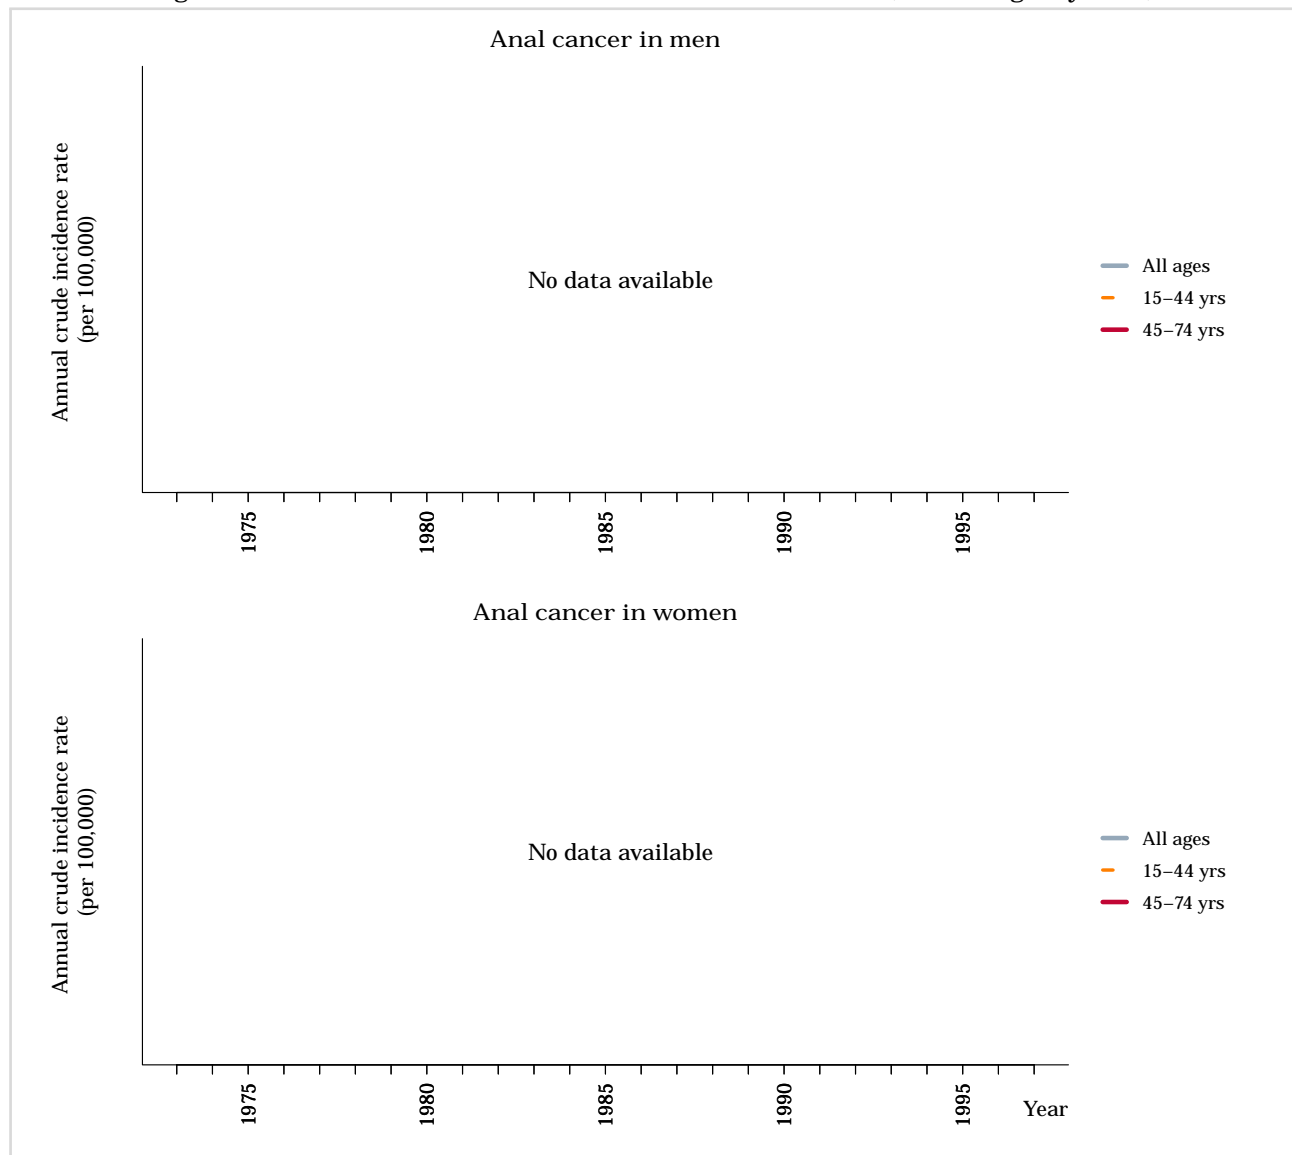 Anal cancer in men
Annual crude incidence rate
(per 100,000)
No data available
All ages
15–44 yrs
45–74 yrs
1975
1980
1985
1990
1995
Anal cancer in women
Annual crude incidence rate
(per 100,000)
No data available
All ages
15–44 yrs
45–74 yrs
1975
1980
1985
1990
1995
Year